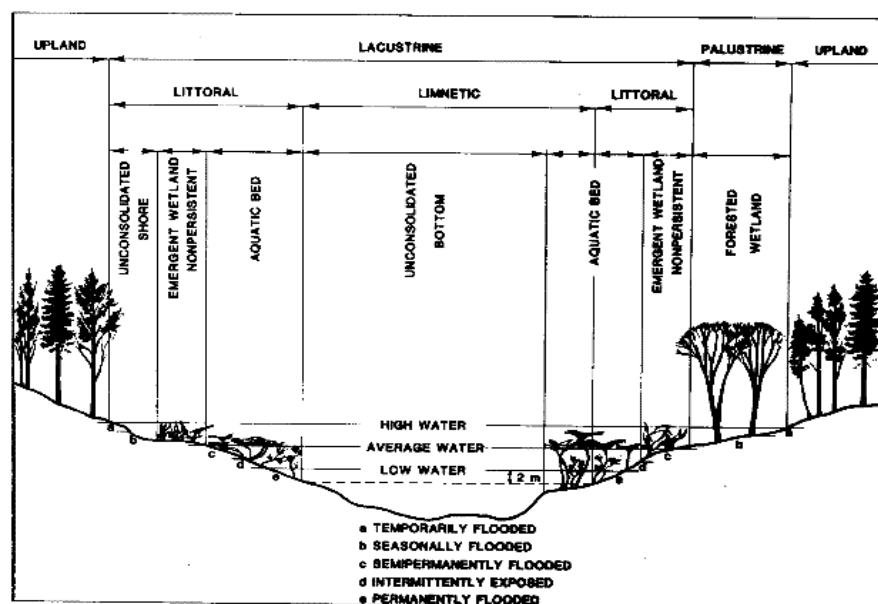 UPLAND
LACUSTRINE
PALUSTRINE
UPLAND
LITTORAL
LIMNETIC
LITTORAL
UNCONSOLIDATED
SHORE
EMERGENT WETLAND
NONPERSISTENT
AQUATIC BED
UNCONSOLIDATED
BOTTOM
AQUATIC BED
EMERGENT WETLAND
NONPERSISTENT
FORESTED
WETLAND
HIGH WATER
AVERAGE WATER
LOW WATER
2 m
a
b
c
d
e
e
d
c
b
a TEMPORARILY FLOODED
b SEASONALLY FLOODED
c SEMIPERMANENTLY FLOODED
d INTERMITTENTLY EXPOSED
e PERMANENTLY FLOODED